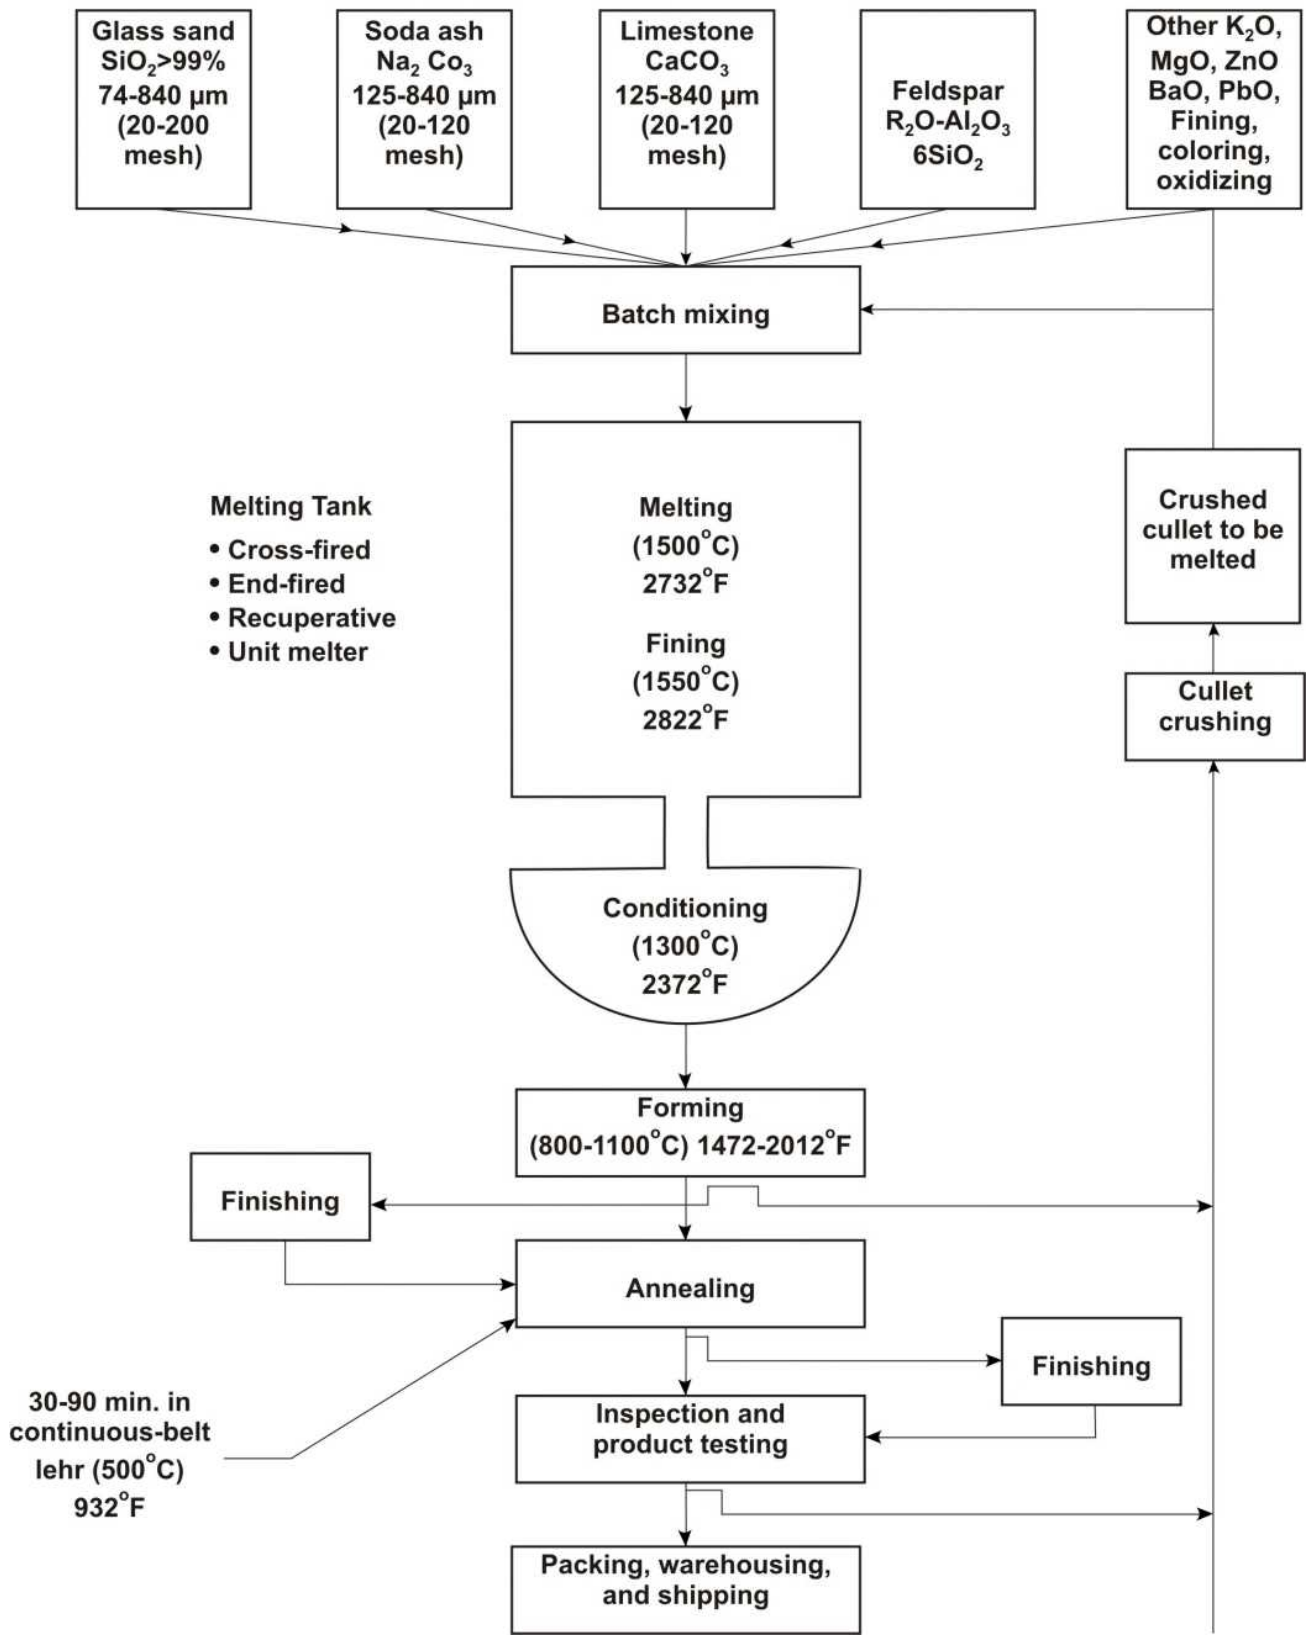 Glass sand
SiO₂>99%
74-840 µm
(20-200
mesh)
Soda ash
Na₂ Co₃
125-840 µm
(20-120
mesh)
Limestone
CaCO₃
125-840 µm
(20-120
mesh)
Feldspar
R₂O-Al₂O₃
6SiO₂
Other K₂O,
MgO, ZnO
BaO, PbO,
Fining,
coloring,
oxidizing
Batch mixing
Melting Tank
• Cross-fired
• End-fired
• Recuperative
• Unit melter
Melting
(1500°C)
2732°F
Fining
(1550°C)
2822°F
Crushed
cullet to be
melted
Cullet
crushing
Conditioning
(1300°C)
2372°F
Forming
(800-1100°C) 1472-2012°F
Finishing
Annealing
Finishing
30-90 min. in
continuous-belt
lehr (500°C)
932°F
Inspection and
product testing
Packing, warehousing,
and shipping